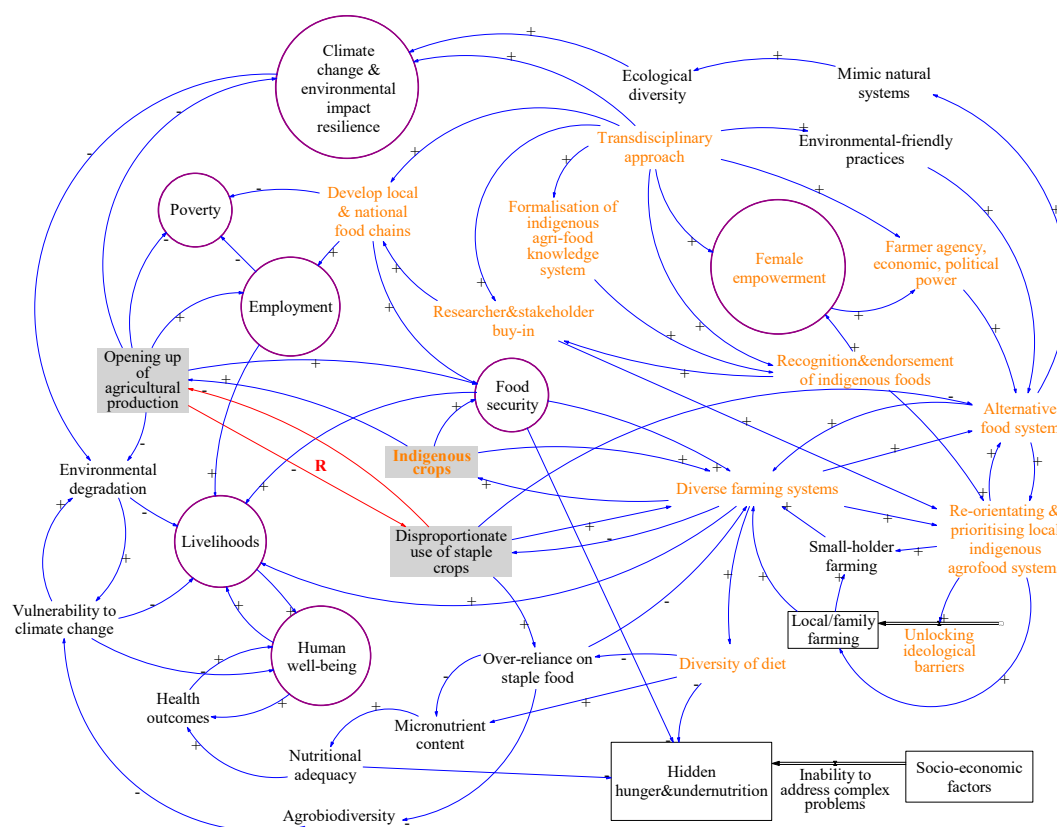 Climate
change &
environmental
impact
resilience
Ecological
diversity
Mimic natural
systems
Transdisciplinary
approach
Environmental-friendly
practices
Poverty
Develop local
& national
food chains
Formalisation of
indigenous
agri-food
knowledge
system
Female
empowerment
Farmer agency,
economic, political
power
Employment
Researcher&stakeholder
buy-in
Opening up
of
agricultural
production
Food
security
Recognition&endorsement
of indigenous foods
Alternative
food system
Indigenous
crops
R
Environmental
degradation
Diverse farming systems
Livelihoods
Disproportionate
use of staple
crops
Re-orientating &
prioritising local
indigenous
agrofood system
Small-holder
farming
Vulnerability to
climate change
Local/family
farming
Unlocking
ideological
barriers
Human
well-being
Over-reliance on
staple food
Diversity of diet
Health
outcomes
Micronutrient
content
Nutritional
adequacy
Hidden
hunger&undernutrition
Inability to
address complex
problems
Socio-economic
factors
Agrobiodiversity